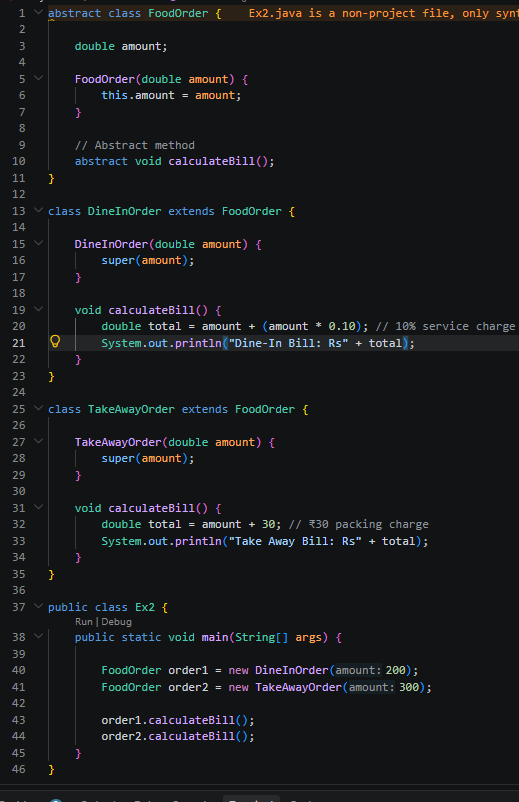 1 abstract class FoodOrder { Ex2.java is a non-project file, only synt
2
3 double amount;
4
5 FoodOrder(double amount) {
6 this.amount = amount;
7 }
8
9 // Abstract method
10 abstract void calculateBill();
11 }
12
13 class DineInOrder extends FoodOrder {
14
15 DineInOrder(double amount) {
16 super(amount);
17 }
18
19 void calculateBill() {
20 double total = amount + (amount * 0.10); // 10% service charge
21 System.out.println("Dine-In Bill: Rs" + total);
22 }
23 }
24
25 class TakeAwayOrder extends FoodOrder {
26
27 TakeAwayOrder(double amount) {
28 super(amount);
29 }
30
31 void calculateBill() {
32 double total = amount + 30; // ₹30 packing charge
33 System.out.println("Take Away Bill: Rs" + total);
34 }
35 }
36
37 public class Ex2 {
Run | Debug
38 public static void main(String[] args) {
39
40 FoodOrder order1 = new DineInOrder(amount: 200);
41 FoodOrder order2 = new TakeAwayOrder(amount: 300);
42
43 order1.calculateBill();
44 order2.calculateBill();
45 }
46 }